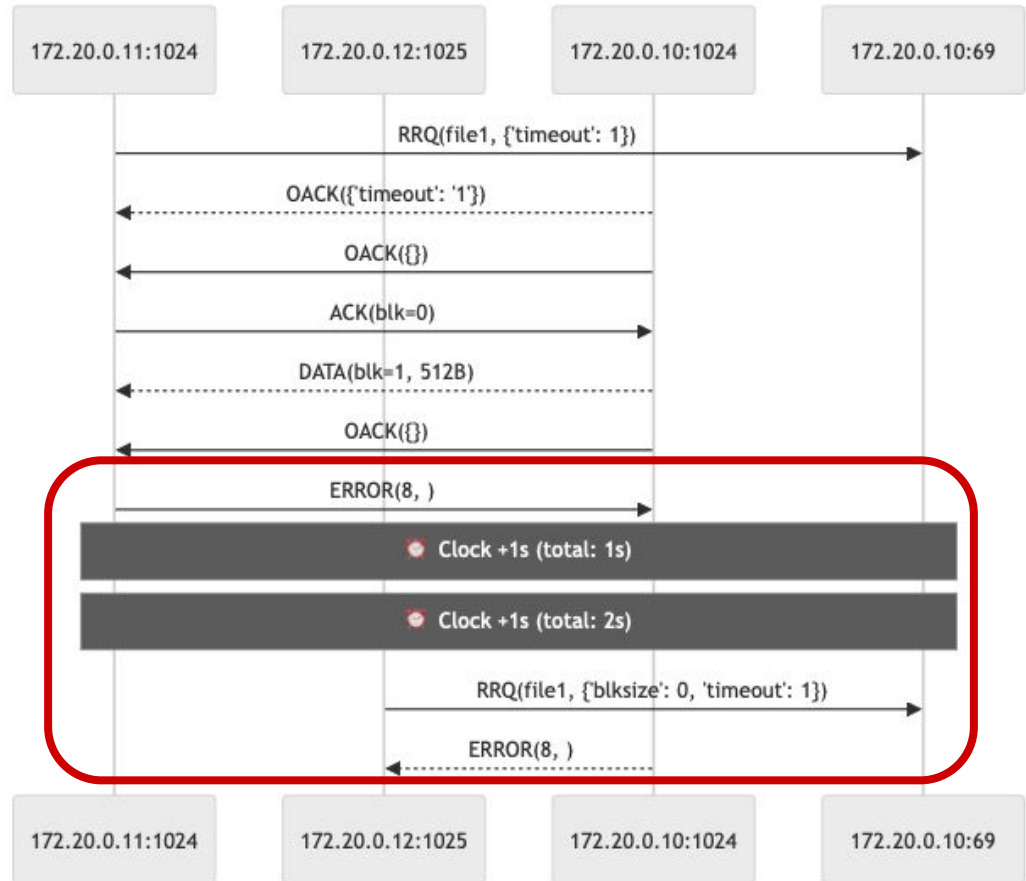 172.20.0.11:1024 172.20.0.12:1025 172.20.0.10:1024 172.20.0.10:69
RRQ(file1, {'timeout': 1})
OACK({'timeout': '1'})
OACK({})
ACK(blk=0)
DATA(blk=1, 512B)
OACK({})
ERROR(8, )
⏰ Clock +1s (total: 1s)
⏰ Clock +1s (total: 2s)
RRQ(file1, {'blksize': 0, 'timeout': 1})
ERROR(8, )
172.20.0.11:1024 172.20.0.12:1025 172.20.0.10:1024 172.20.0.10:69